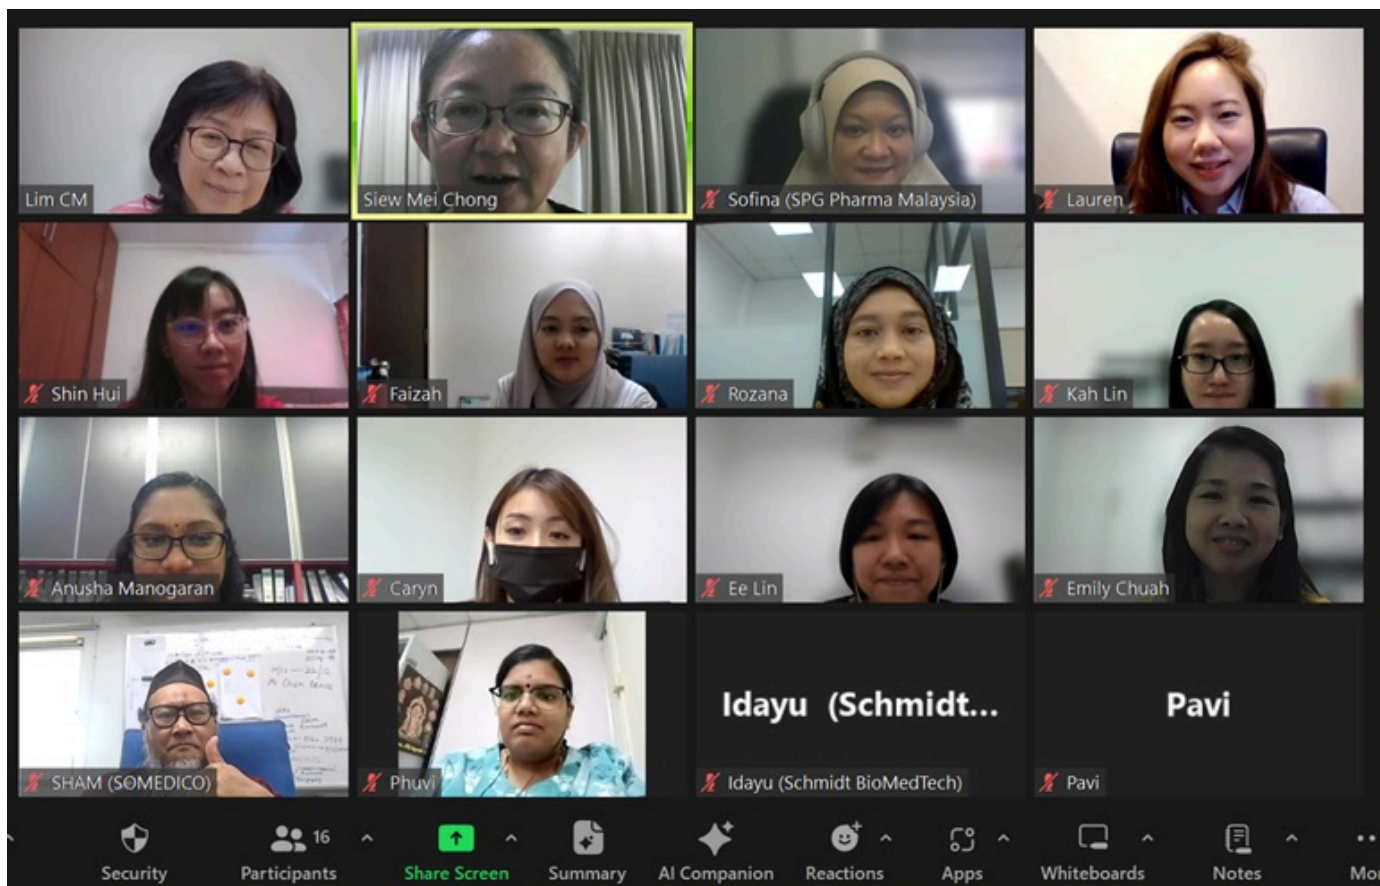 Lim CM
Siew Mei Chong
Sofina (SPG Pharma Malaysia)
Lauren
Shin Hui
Faizah
Rozana
Kah Lin
Anusha Manogaran
Caryn
Ee Lin
Emily Chuah
SHAM (SOMEDICO)
Phuvi
Idayu (Schmidt...
Idayu (Schmidt BioMedTech)
Pavi
Pavi
16
Security
Participants
Share Screen
Summary
AI Companion
Reactions
Apps
Whiteboards
Notes